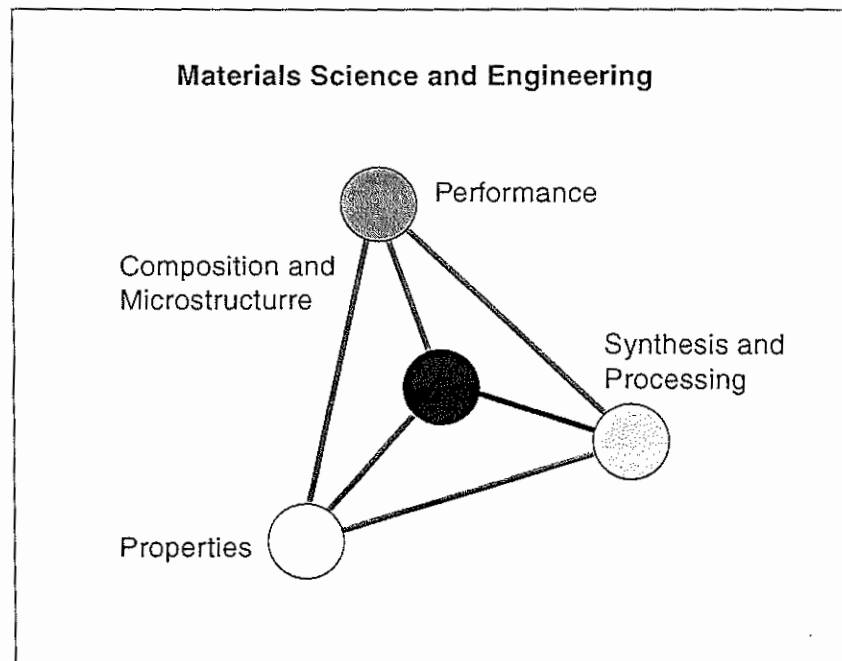 Materials Science and Engineering
Performance
Composition and
Microstructurre
Synthesis and
Processing
Properties